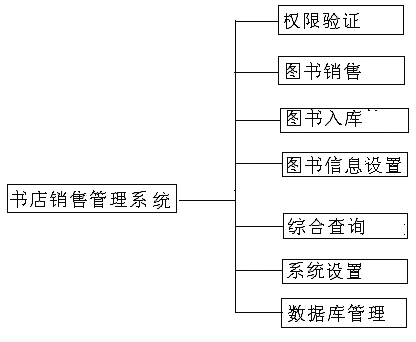 权限验证
图书销售
图书入库
图书信息设置
书店销售管理系统
综合查询
系统设置
数据库管理